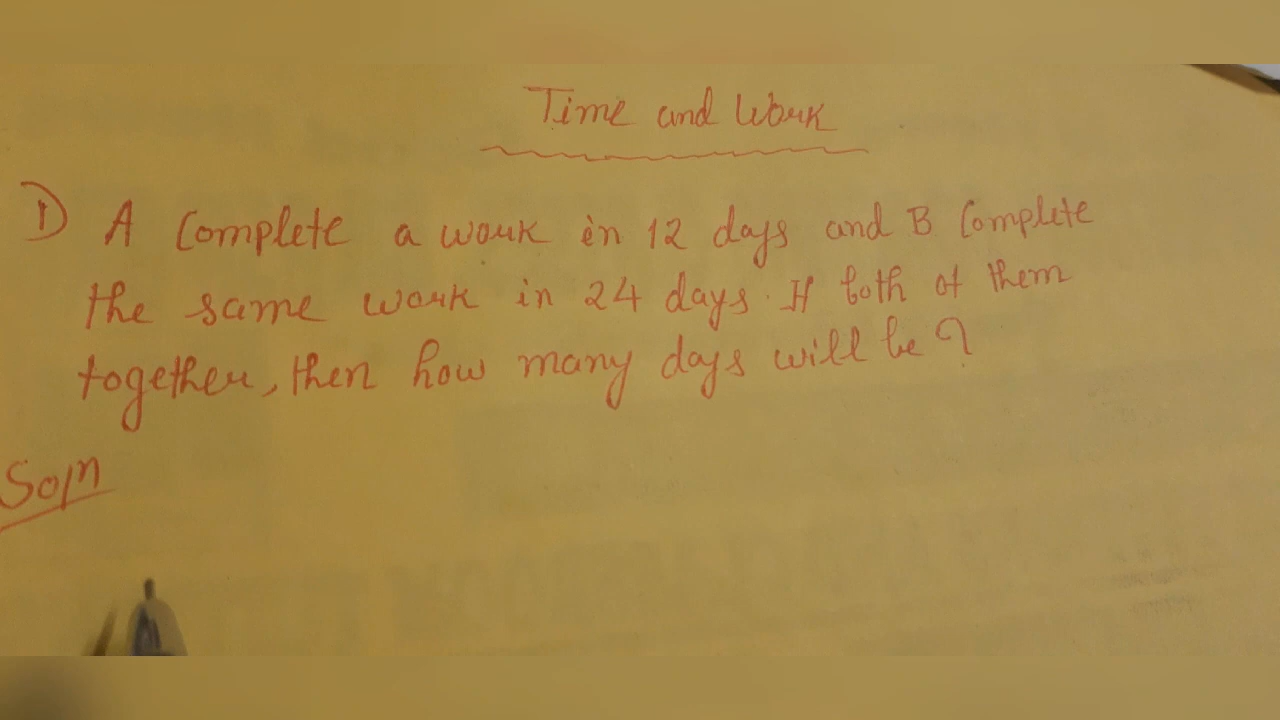 Time and Work
1) A Complete a work in 12 days and B Complete
the same work in 24 days. If both of them
together, then how many days will be ?
Soln